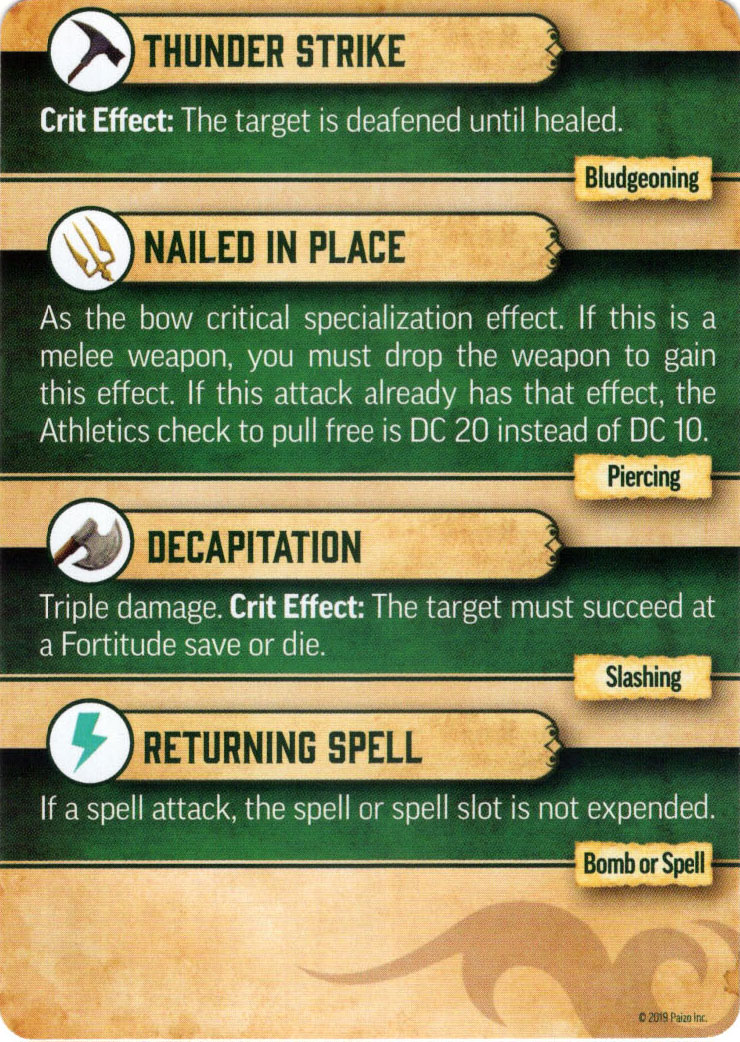 THUNDER STRIKE
Crit Effect: The target is deafened until healed.
Bludgeoning
NAILED IN PLACE
As the bow critical specialization effect. If this is a
melee weapon, you must drop the weapon to gain
this effect. If this attack already has that effect, the
Athletics check to pull free is DC 20 instead of DC 10.
Piercing
DECAPITATION
Triple damage. Crit Effect: The target must succeed at
a Fortitude save or die.
Slashing
RETURNING SPELL
If a spell attack, the spell or spell slot is not expended.
Bomb or Spell
© 2019 Paizo Inc.